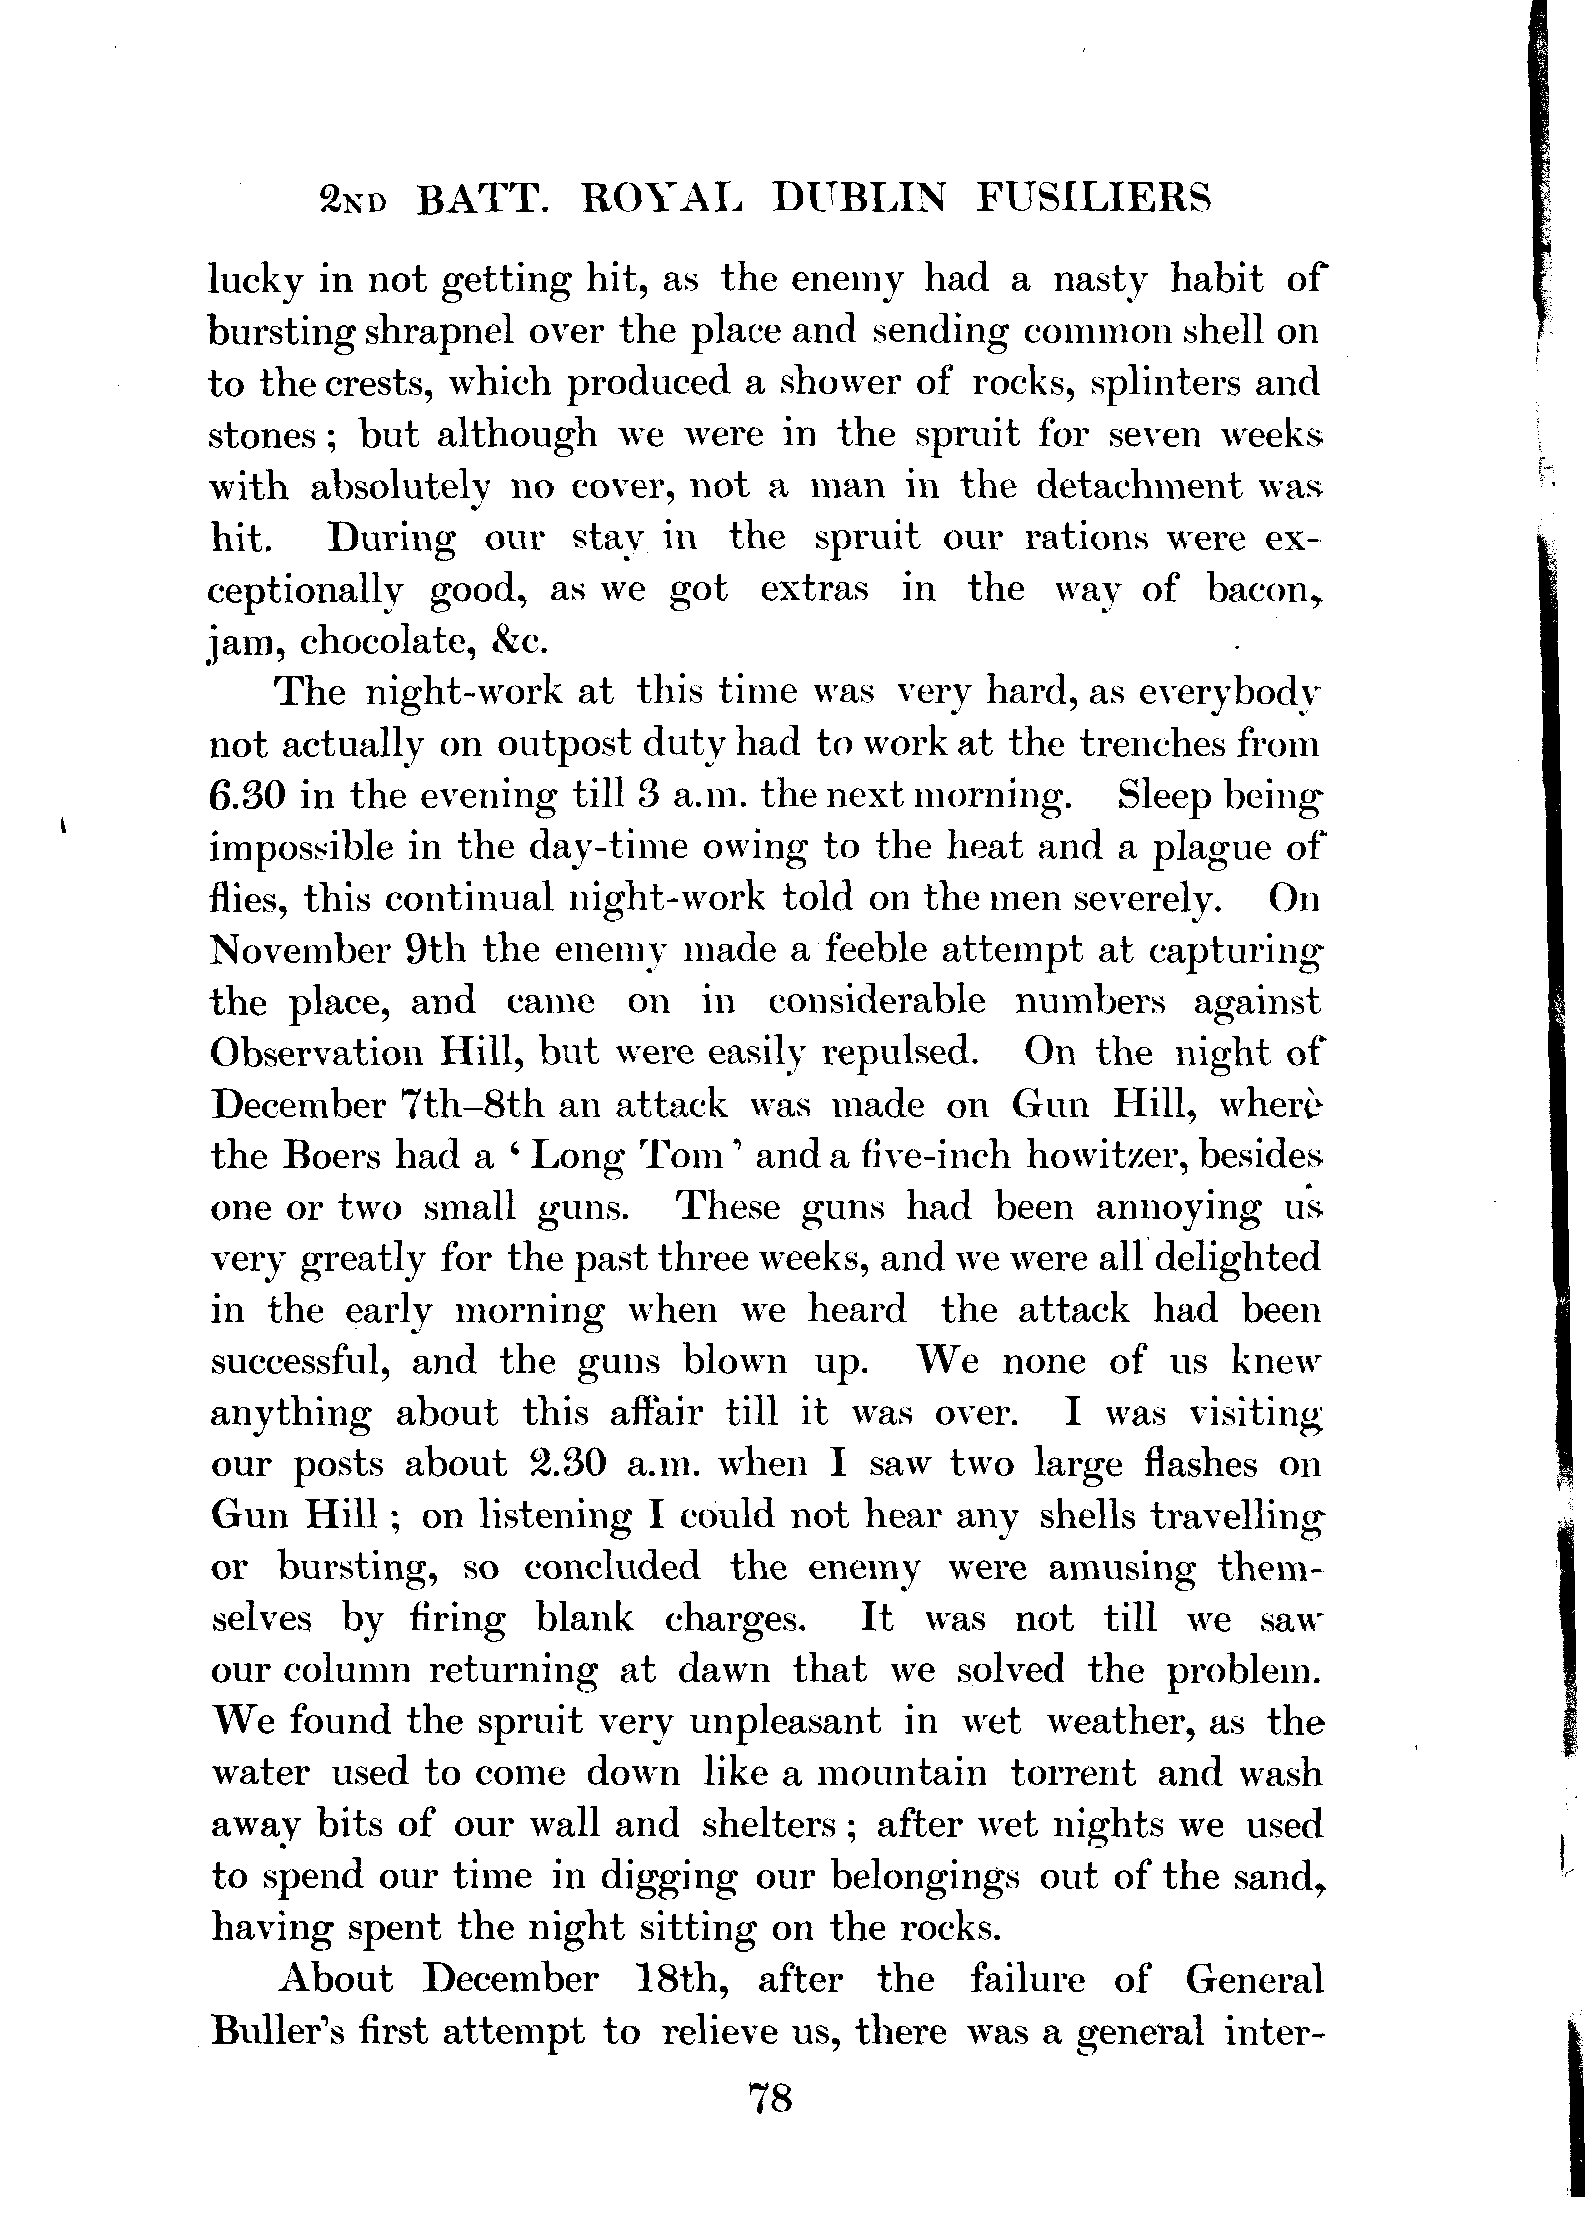 2ND BATT. ROYAL DUBLIN FUSILIERS
lucky in not getting hit, as the enemy had a nasty habit of
bursting shrapnel over the place and sending common shell on
to the crests, which produced a shower of rocks, splinters and
stones ; but although we were in the spruit for seven weeks
with absolutely no cover, not a man in the detachment was
hit. During our stay in the spruit our rations were ex-
ceptionally good, as we got extras in the way of bacon,
jam, chocolate, &c.
The night-work at this time was very hard, as everybody
not actually on outpost duty had to work at the trenches from
6.30 in the evening till 3 a.m. the next morning. Sleep being
impossible in the day-time owing to the heat and a plague of
flies, this continual night-work told on the men severely. On
November 9th the enemy made a feeble attempt at capturing
the place, and came on in considerable numbers against
Observation Hill, but were easily repulsed. On the night of
December 7th–8th an attack was made on Gun Hill, where
the Boers had a ‘ Long Tom ’ and a five-inch howitzer, besides
one or two small guns. These guns had been annoying us
very greatly for the past three weeks, and we were all delighted
in the early morning when we heard the attack had been
successful, and the guns blown up. We none of us knew
anything about this affair till it was over. I was visiting
our posts about 2.30 a.m. when I saw two large flashes on
Gun Hill ; on listening I could not hear any shells travelling
or bursting, so concluded the enemy were amusing them-
selves by firing blank charges. It was not till we saw
our column returning at dawn that we solved the problem.
We found the spruit very unpleasant in wet weather, as the
water used to come down like a mountain torrent and wash
away bits of our wall and shelters ; after wet nights we used
to spend our time in digging our belongings out of the sand,
having spent the night sitting on the rocks.
About December 18th, after the failure of General
Buller’s first attempt to relieve us, there was a general inter-
78